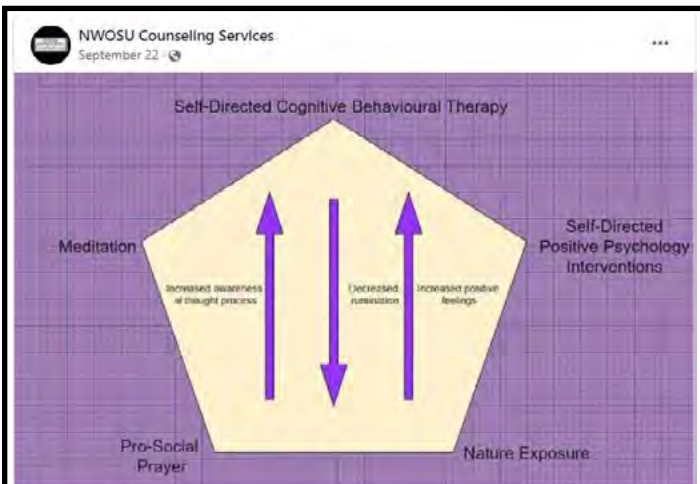 NWOSU Counseling Services
September 22
Self-Directed Cognitive Behavioural Therapy
Meditation
Self-Directed
Positive Psychology
Interventions
Increased awareness
of thought process
Decreased
rumination
Increased positive
feelings
Pro-Social
Prayer
Nature Exposure